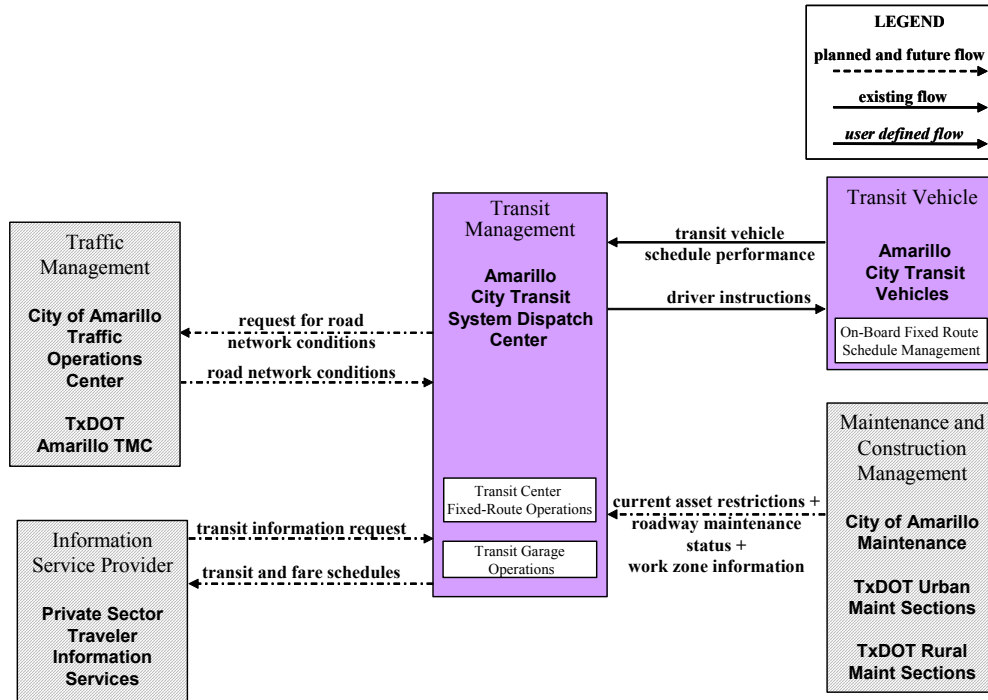 LEGEND
planned and future flow
existing flow
user defined flow
Traffic
Management
City of Amarillo
Traffic
Operations
Center
TxDOT
Amarillo TMC
request for road
network conditions
road network conditions
Information
Service Provider
Private Sector
Traveler
Information
Services
transit information request
transit and fare schedules
Transit
Management
Amarillo
City Transit
System Dispatch
Center
Transit Center
Fixed-Route Operations
Transit Garage
Operations
transit vehicle
schedule performance
driver instructions
Transit Vehicle
Amarillo
City Transit
Vehicles
On-Board Fixed Route
Schedule Management
current asset restrictions +
roadway maintenance
status +
work zone information
Maintenance and
Construction
Management
City of Amarillo
Maintenance
TxDOT Urban
Maint Sections
TxDOT Rural
Maint Sections